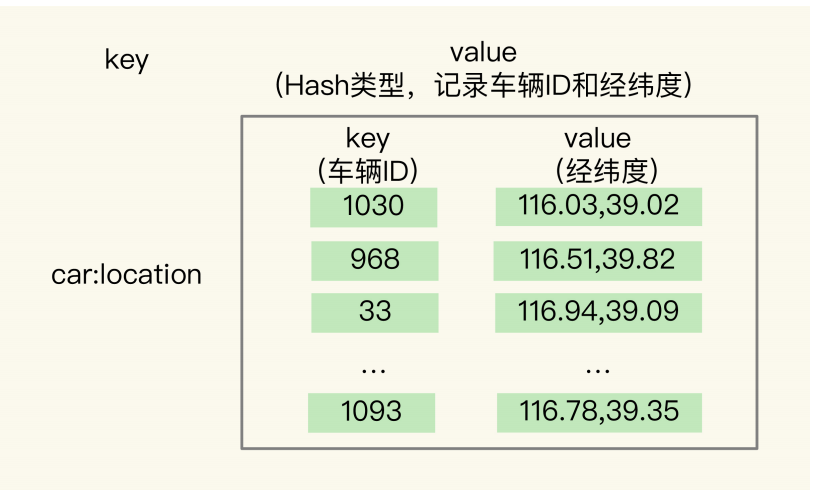 key
value
(Hash类型，记录车辆ID和经纬度)
key
value
(车辆ID)
(经纬度)
1030
116.03,39.02
968
116.51,39.82
car:location
33
116.94,39.09
...
...
1093
116.78,39.35